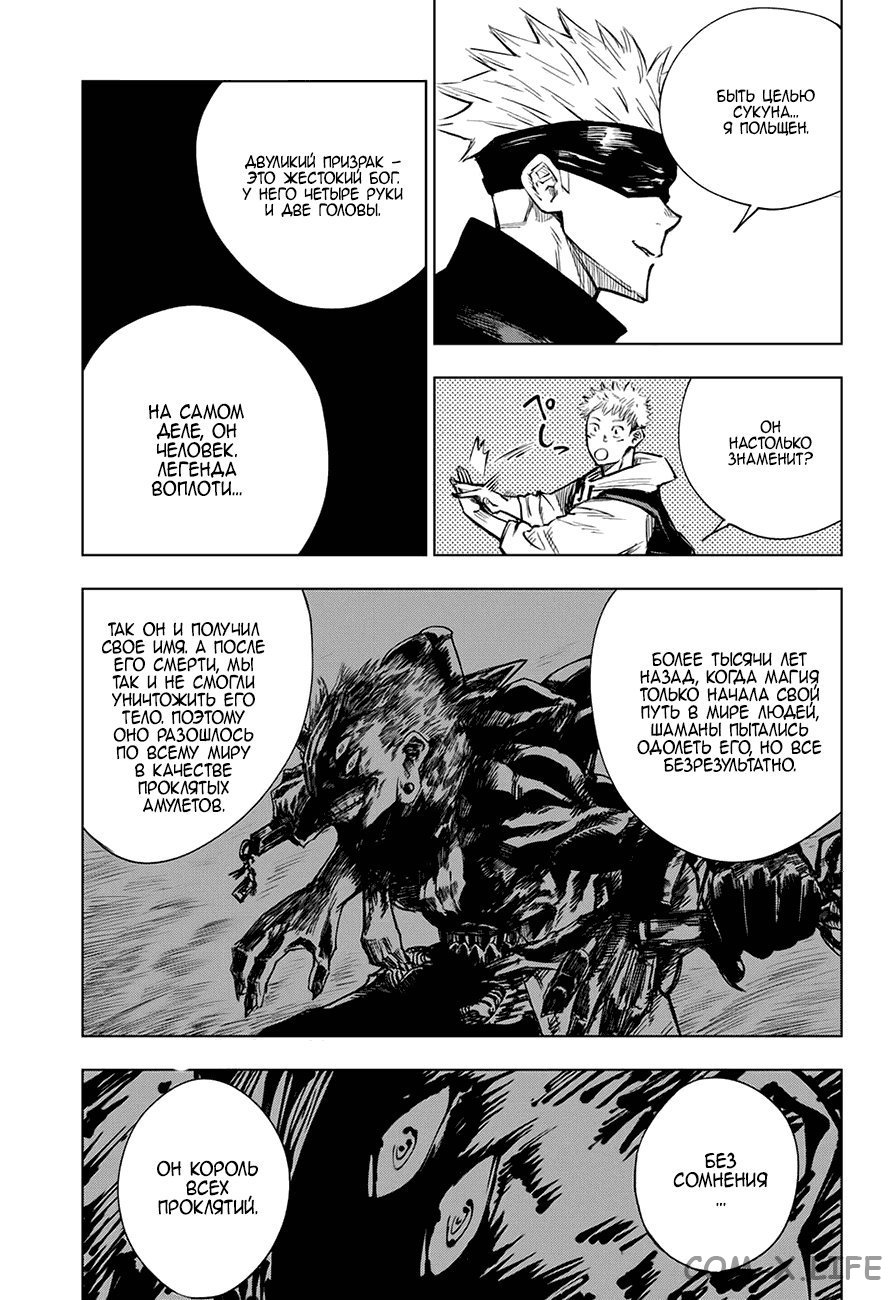 БЫТЬ ЦЕЛЬЮ
СУКУНА...
Я ПОЛЬЩЕН.
ОН
НАСТОЛЬКО
ЗНАМЕНИТ?
ぺ
し
ДВУЛИКИЙ ПРИЗРАК –
ЭТО ЖЕСТОКИЙ БОГ.
У НЕГО ЧЕТЫРЕ РУКИ
И ДВЕ ГОЛОВЫ.
НА САМОМ
ДЕЛЕ, ОН
ЧЕЛОВЕК.
ЛЕГЕНДА
ВОПЛОТИ...
БОЛЕЕ ТЫСЯЧИ ЛЕТ
НАЗАД, КОГДА МАГИЯ
ТОЛЬКО НАЧАЛА СВОЙ
ПУТЬ В МИРЕ ЛЮДЕЙ,
ШАМАНЫ ПЫТАЛИСЬ
ОДОЛЕТЬ ЕГО, НО ВСЕ
БЕЗРЕЗУЛЬТАТНО.
ТАК ОН И ПОЛУЧИЛ
СВОЕ ИМЯ. А ПОСЛЕ
ЕГО СМЕРТИ, МЫ
ТАК И НЕ СМОГЛИ
УНИЧТОЖИТЬ ЕГО
ТЕЛО. ПОЭТОМУ
ОНО РАЗОШЛОСЬ
ПО ВСЕМУ МИРУ
В КАЧЕСТВЕ
ПРОКЛЯТЫХ
АМУЛЕТОВ.
БЕЗ
СОМНЕНИЯ
...
ОН КОРОЛЬ
ВСЕХ
ПРОКЛЯТИЙ.
COM-X.LIFE